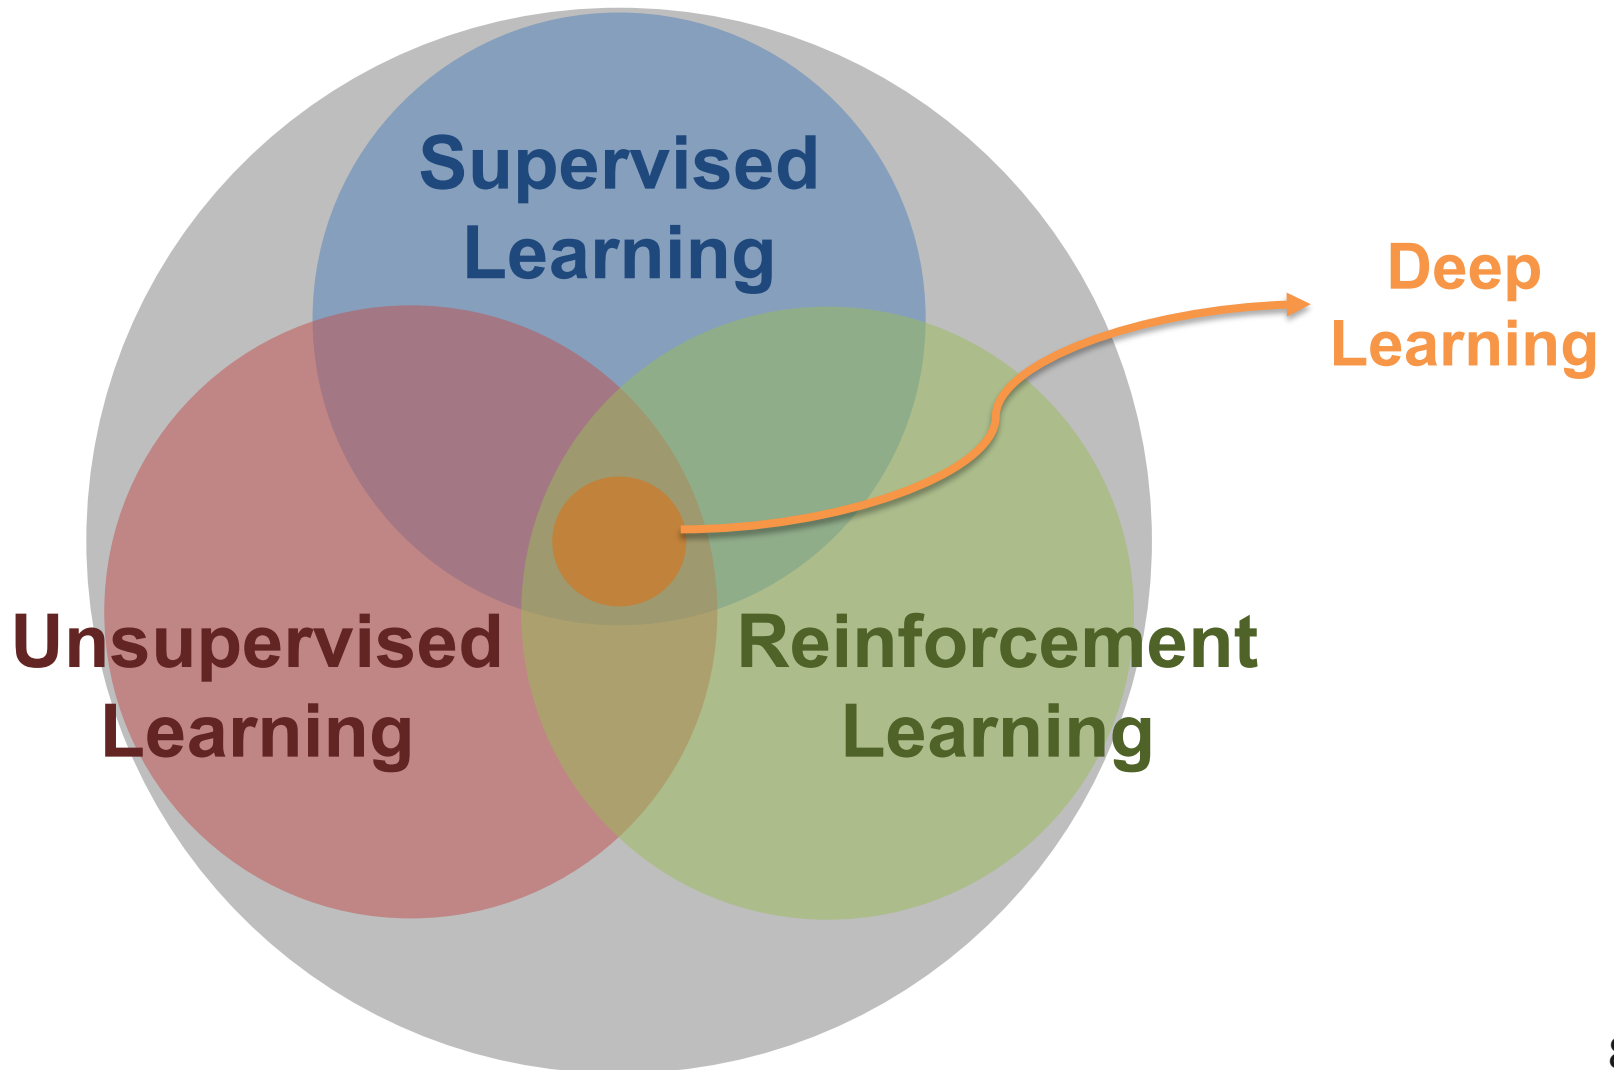 Supervised
Learning
Deep
Learning
Unsupervised
Learning
Reinforcement
Learning